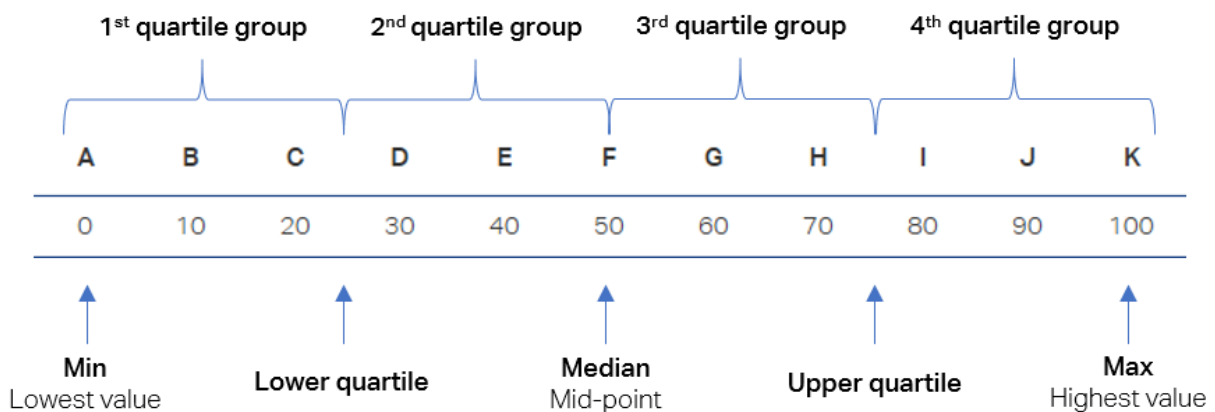 1st quartile group 2nd quartile group 3rd quartile group 4th quartile group
A B C D E F G H I J K
0 10 20 30 40 50 60 70 80 90 100
Min Lower quartile Median Upper quartile Max
Lowest value Mid-point Highest value